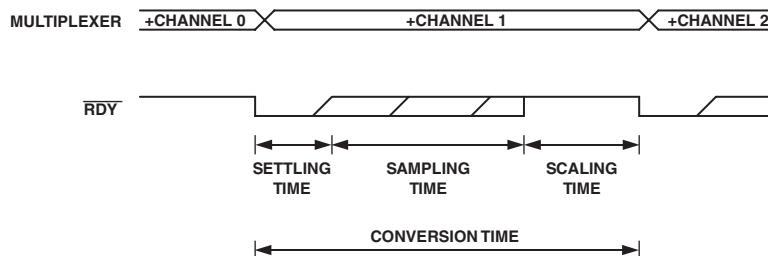 MULTIPLEXER
+CHANNEL 0
+CHANNEL 1
+CHANNEL 2
RDY
SETTLING
TIME
SAMPLING
TIME
SCALING
TIME
CONVERSION TIME